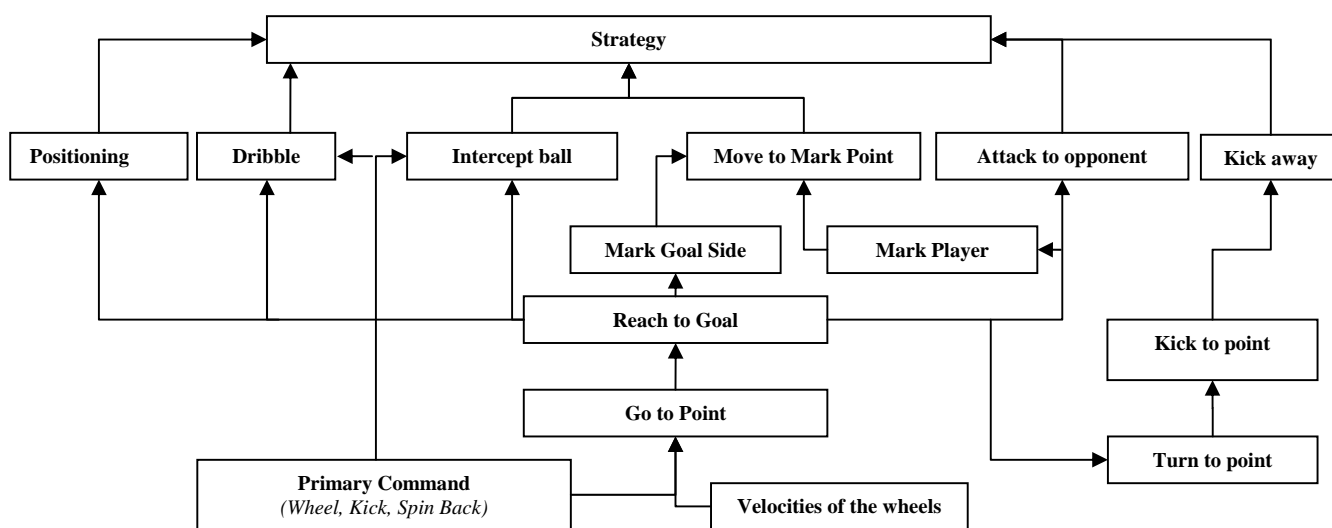 Strategy
Positioning
Dribble
Intercept ball
Move to Mark Point
Attack to opponent
Kick away
Mark Goal Side
Mark Player
Reach to Goal
Kick to point
Go to Point
Turn to point
Primary Command
(Wheel, Kick, Spin Back)
Velocities of the wheels